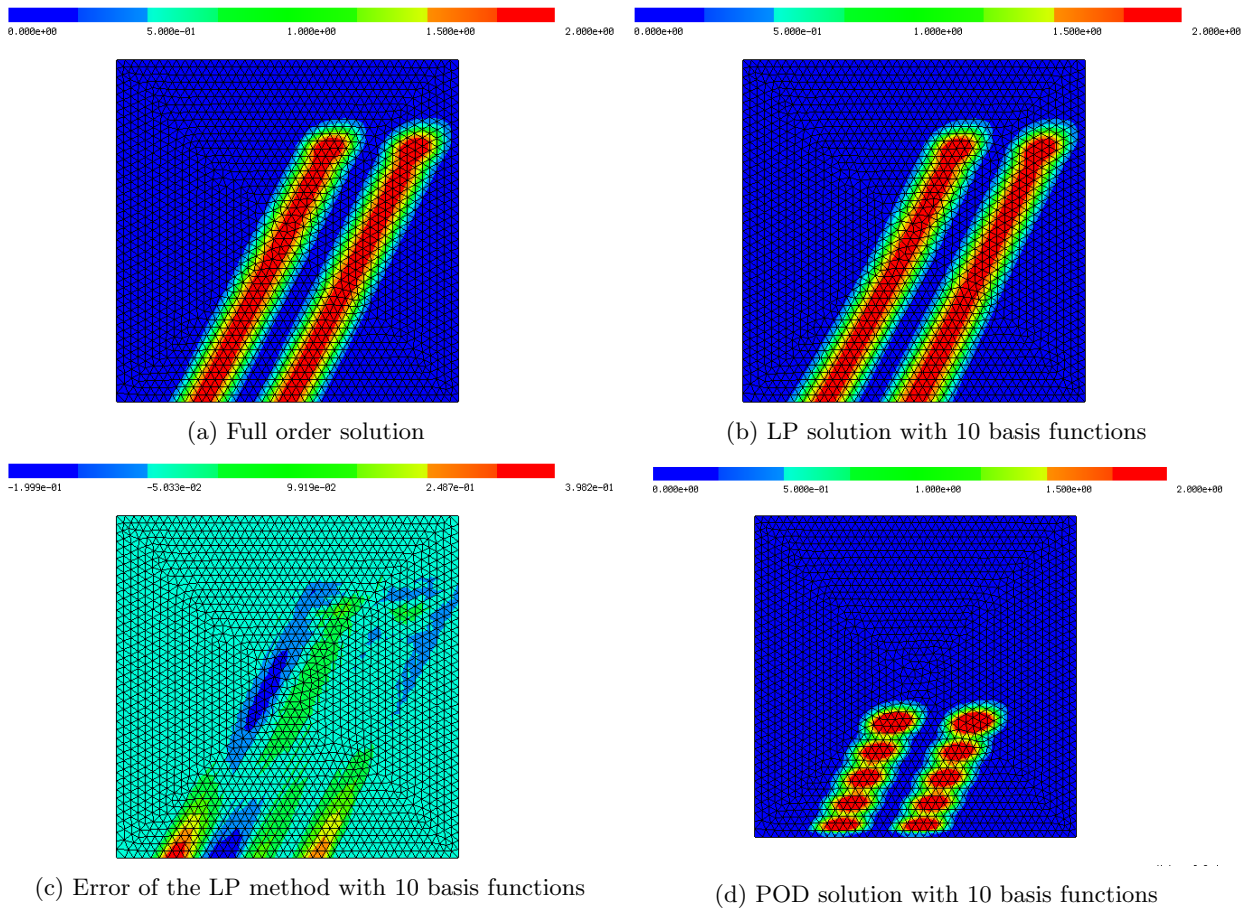 0.000e+00 5.000e-01 1.000e+00 1.500e+00 2.000e+00
0.000e+00 5.000e-01 1.000e+00 1.500e+00 2.000e+00
(a) Full order solution
(b) LP solution with 10 basis functions
-1.999e-01 -5.033e-02 9.919e-02 2.487e-01 3.982e-01
0.000e+00 5.000e-01 1.000e+00 1.500e+00 2.000e+00
(c) Error of the LP method with 10 basis functions
(d) POD solution with 10 basis functions